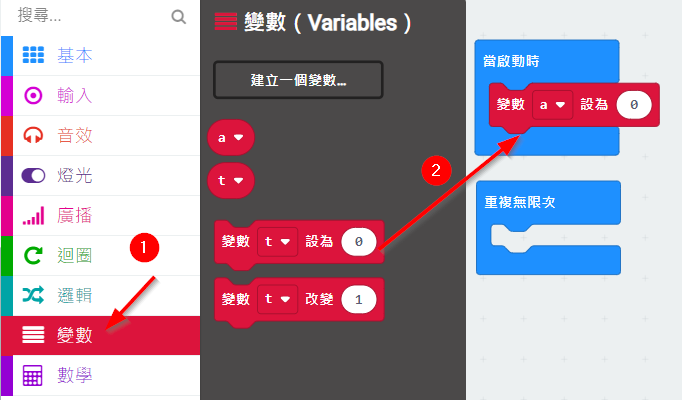 搜尋...
基本
輸入
音效
燈光
廣播
迴圈
邏輯
變數
數學
1
變數 ( Variables )
建立一個變數...
a
t
變數 t 設為 0
變數 t 改變 1
2
當啟動時
變數 a 設為 0
重複無限次